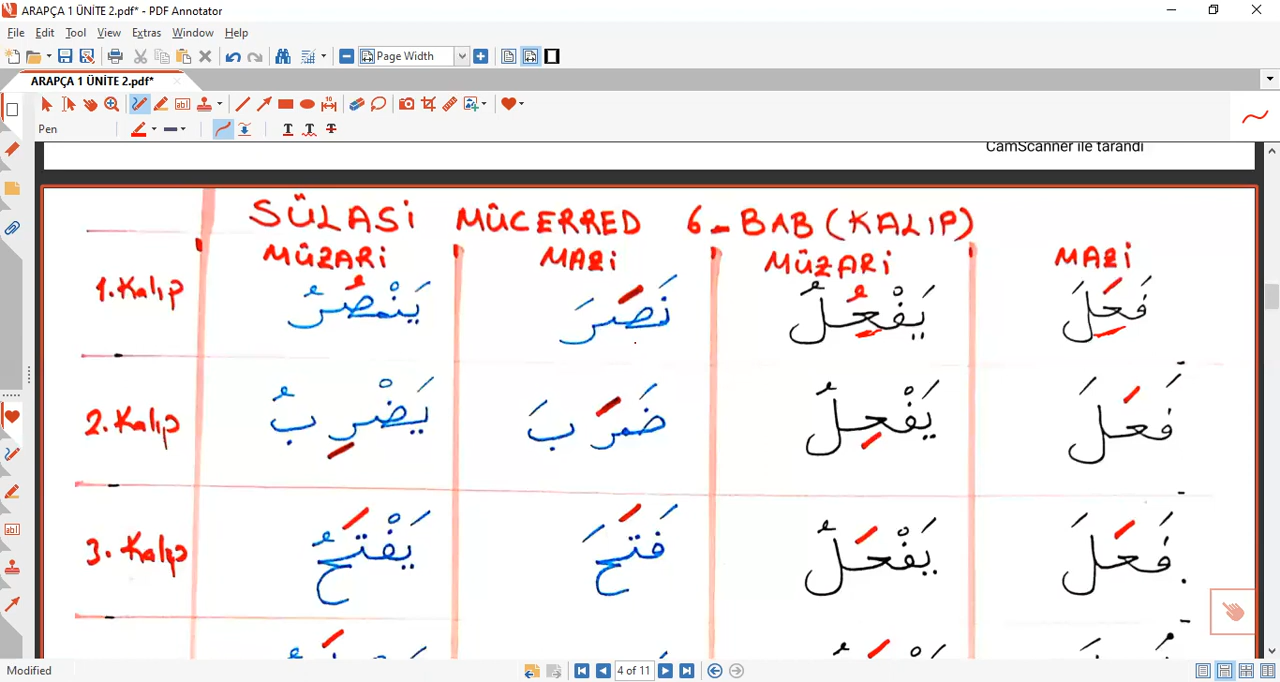 ARAPÇA 1 ÜNİTE 2.pdf* - PDF Annotator
File Edit Tool View Extras Window Help
Page Width
ARAPÇA 1 ÜNİTE 2.pdf*
Pen
CamScanner ile tarandı
SÜLASİ MÜCERRED 6-BAB (KALIP)
MÜZARİ MAZİ MÜZARİ MAZİ
1. Kalıp يَنْصُرُ نَصَرَ يَفْعُلُ فَعَلَ
2. Kalıp يَضْرِبُ ضَرَبَ يَفْعِلُ فَعَلَ
3. Kalıp يَفْتَحُ فَتَحَ يَفْعَلُ فَعَلَ
Modified 4 of 11